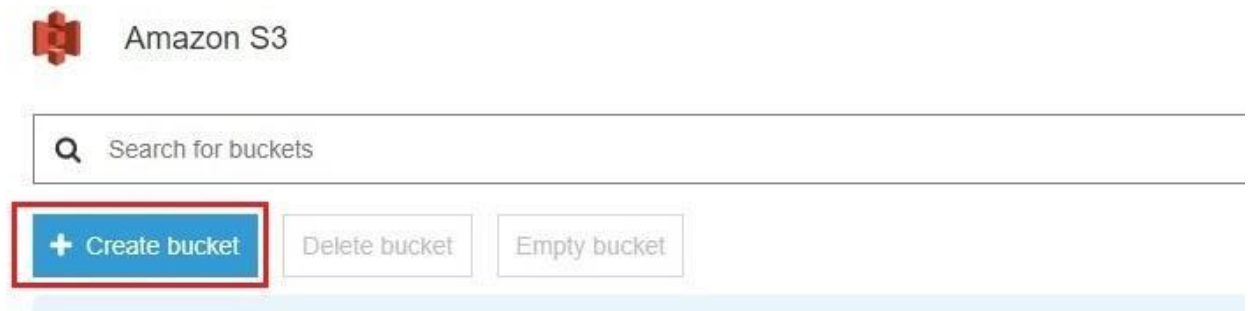 Amazon S3
Search for buckets
+ Create bucket Delete bucket Empty bucket